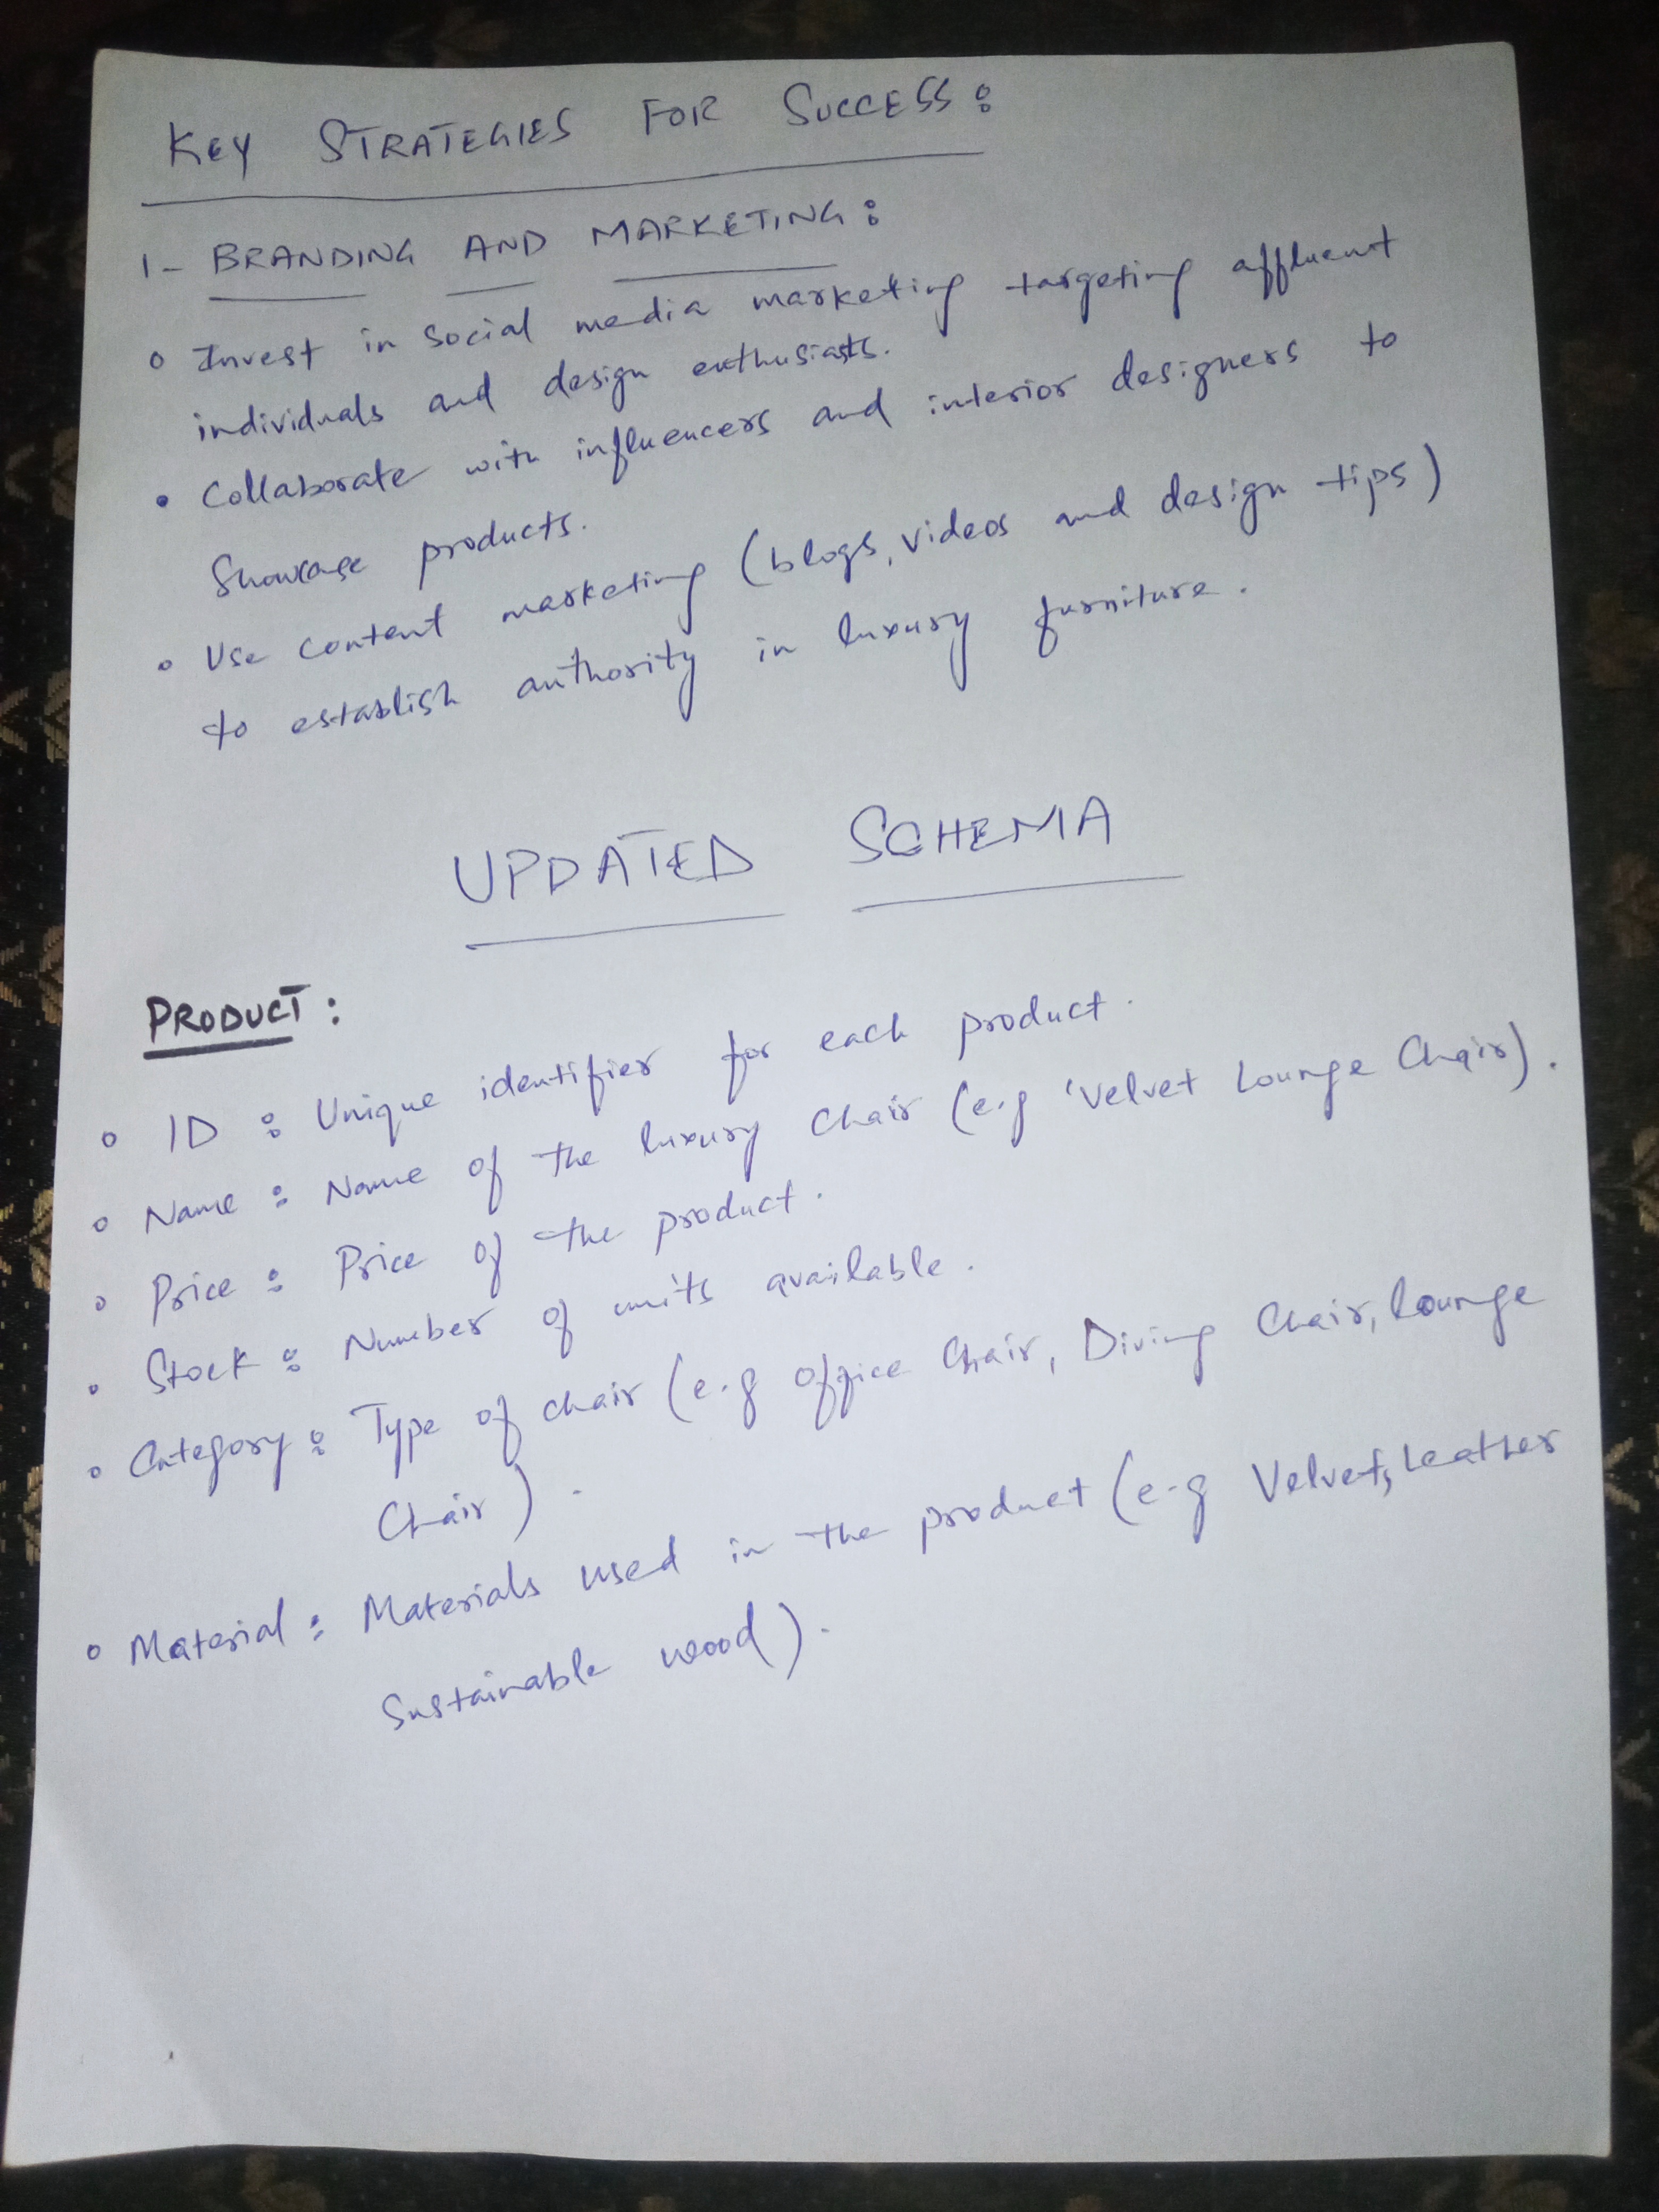 KEY STRATEGIES FOR SUCCESS:
1- BRANDING AND MARKETING:
• Invest in social media marketing targeting affluent
individuals and design enthusiasts.
• Collaborate with influencers and interior designers to
Showcase products.
• Use content marketing (blogs, videos and design tips)
to establish authority in luxury furniture.
UPDATED SCHEMA
PRODUCT:
• ID : Unique identifier for each product.
• Name : Name of the luxury chair (e.g 'Velvet Lounge Chair).
• Price : Price of the product.
• Stock : Number of units available.
• Category : Type of chair (e.g office Chair, Dining Chair, lounge
Chair).
• Material : Materials used in the product (e-g Velvet, Leather
Sustainable wood).